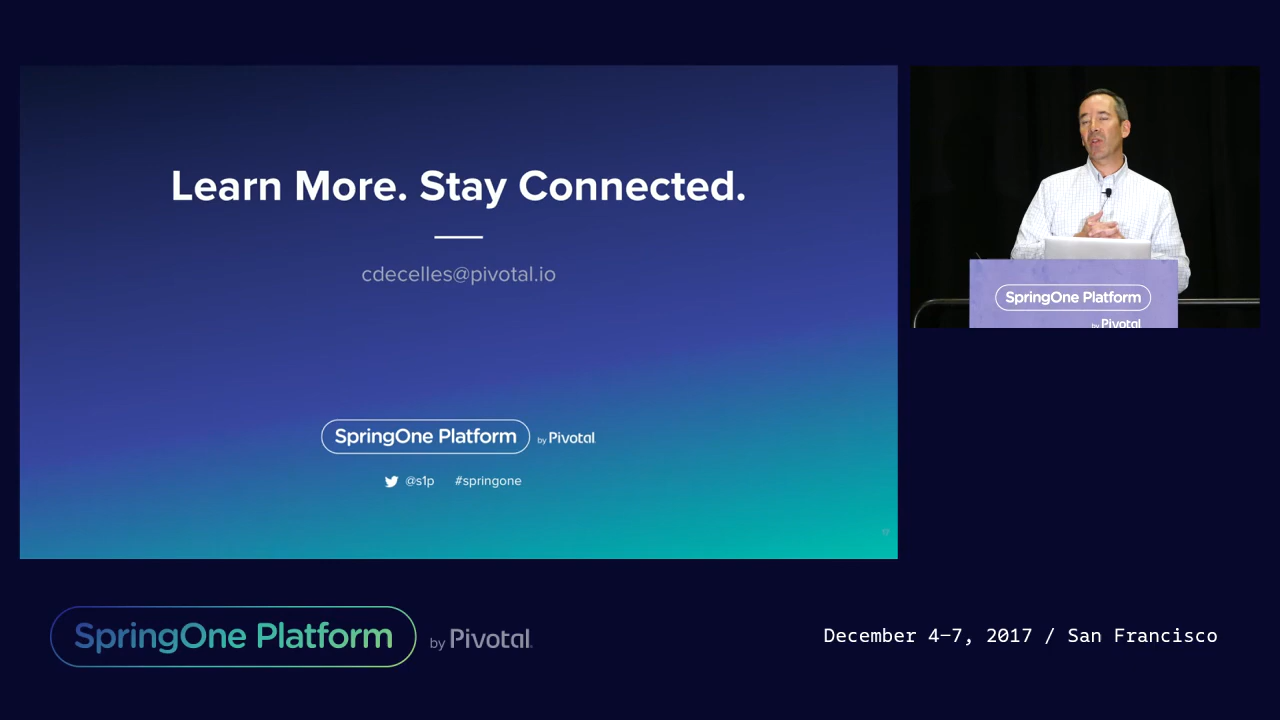 Learn More. Stay Connected.
cdecelles@pivotal.io
SpringOne Platform by Pivotal
@s1p #springone
SpringOne Platform
by Pivotal
SpringOne Platform by Pivotal.
December 4–7, 2017 / San Francisco